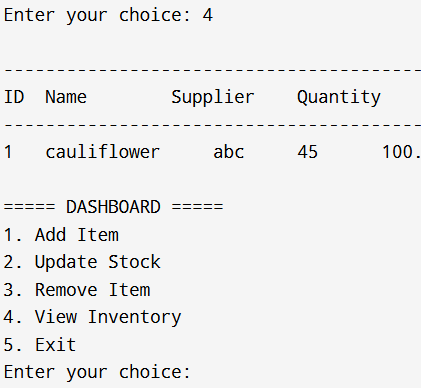 Enter your choice: 4
----------------------------------------
ID  Name        Supplier    Quantity
----------------------------------------
1   cauliflower     abc     45      100.
===== DASHBOARD =====
1. Add Item
2. Update Stock
3. Remove Item
4. View Inventory
5. Exit
Enter your choice: